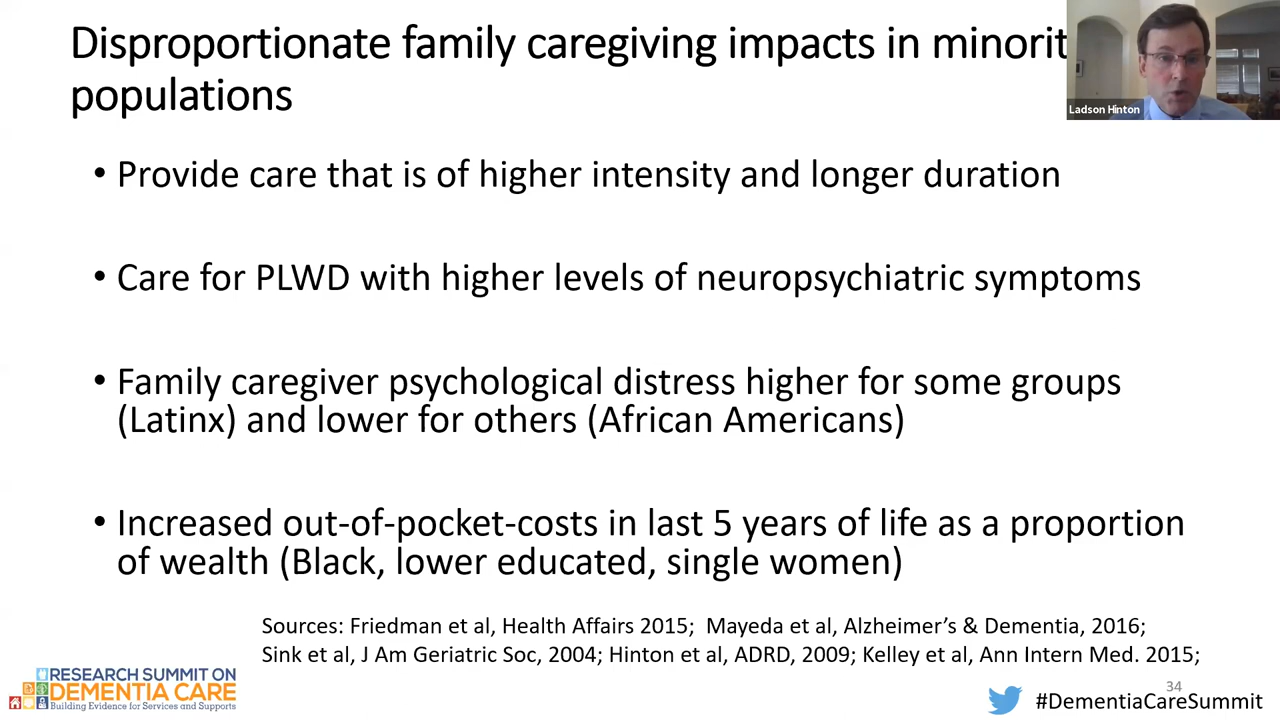 Disproportionate family caregiving impacts in minorit
populations
Ladson Hinton
• Provide care that is of higher intensity and longer duration
• Care for PLWD with higher levels of neuropsychiatric symptoms
• Family caregiver psychological distress higher for some groups
(Latinx) and lower for others (African Americans)
• Increased out-of-pocket-costs in last 5 years of life as a proportion
of wealth (Black, lower educated, single women)
Sources: Friedman et al, Health Affairs 2015; Mayeda et al, Alzheimer’s & Dementia, 2016;
Sink et al, J Am Geriatric Soc, 2004; Hinton et al, ADRD, 2009; Kelley et al, Ann Intern Med. 2015;
RESEARCH SUMMIT ON
DEMENTIA CARE
Building Evidence for Services and Supports
34
#DementiaCareSummit